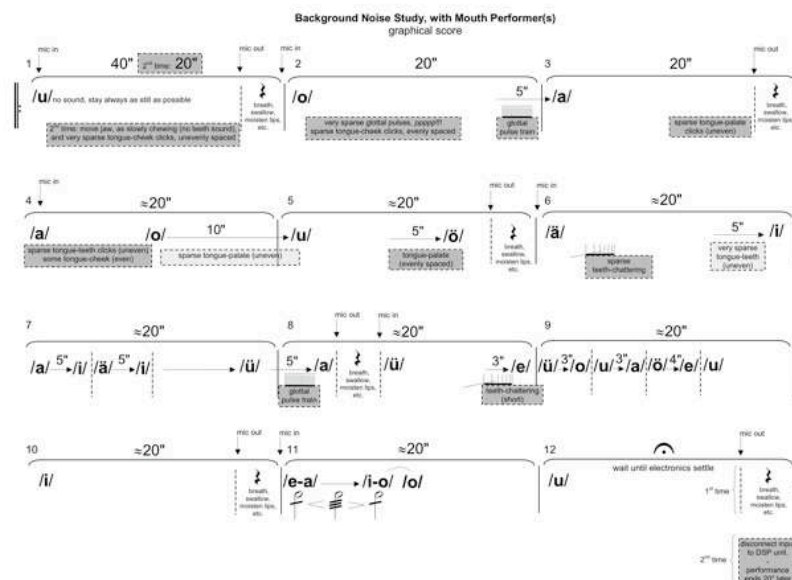 Background Noise Study, with Mouth Performer(s)
graphical score
mic in
mic out
mic in
mic out
1
40" 2nd time: 20"
2
20"
3
20"
/u/ no sound, stay always as still as possible
breath,
swallow,
moisten lips,
etc.
2nd time: move jaw, as slowly chewing (no teeth sound),
and very sparse tongue-cheek clicks, unevenly spaced
/o/
5"
/a/
very sparse glottal pulses, ppppp!!!
sparse tongue-cheek clicks, evenly spaced
glottal
pulse train
sparse tongue-palate
clicks (uneven)
breath,
swallow,
moisten lips,
etc.
mic in
mic out
mic in
4
≈20"
5
≈20"
6
≈20"
/a/
/o/
10"
/u/
5"
/ö/
breath,
swallow,
moisten lips,
etc.
/ä/
5"
/i/
sparse tongue-teeth clicks (uneven)
some tongue-cheek (even)
sparse tongue-palate (uneven)
tongue-palate
(evenly spaced)
sparse
teeth-chattering
very sparse
tongue-teeth
(uneven)
mic out
mic in
7
≈20"
8
≈20"
9
≈20"
/a/ 5" /i/ /ä/ 5" /i/ /ü/ 5" /a/
breath,
swallow,
moisten lips,
etc.
/ü/ 3" /e/ /ü/ 3" /o/ /u/ 3" /a/ /ö/ 4" /e/ /u/
glottal
pulse train
teeth-chattering
(short)
mic out
mic in
mic out
10
≈20"
11
≈20"
12
/i/
breath,
swallow,
moisten lips,
etc.
/e-a/ /i-o/ /o/
/u/
wait until electronics settle
1st time
breath,
swallow,
moisten lips,
etc.
2nd time
disconnect input
to DSP until.
performance
ends 20" later